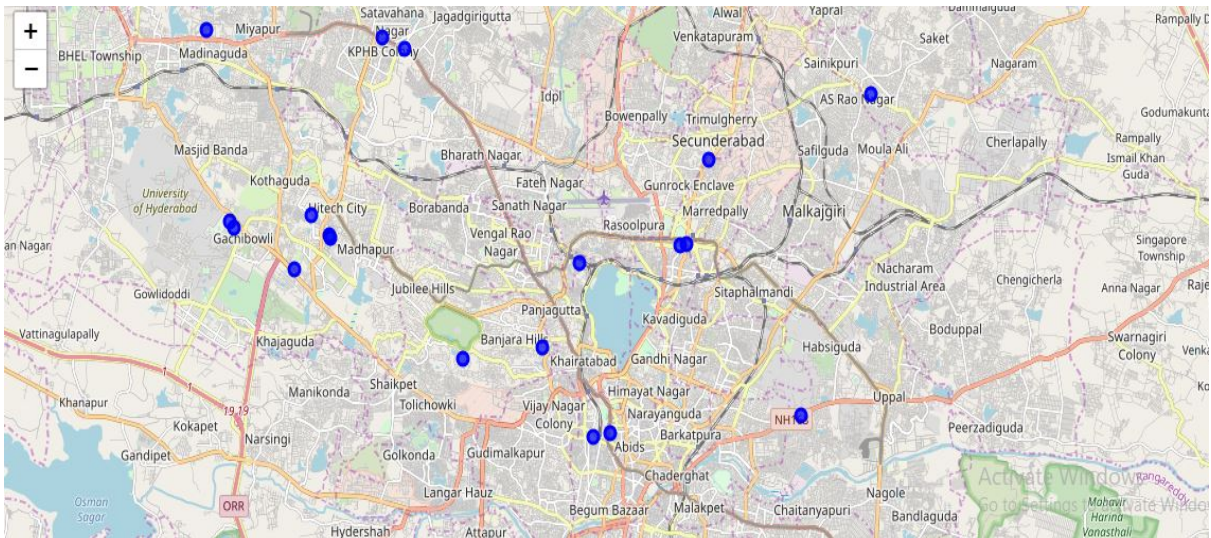 +
−
BHEL Township
Miyapur
Madinaguda
Satavahana
Nagar
Jagadgirigutta
KPHB Colony
Alwal
Venkatapuram
Yapral
Dammaiguda
Rampally D
Saket
Sainikpuri
Nagaram
AS Rao Nagar
Godumakunta
Idpl
Bowenpally
Trimulgherry
Secunderabad
Safilguda
Moula Ali
Cherlapally
Rampally
Ismail Khan
Guda
Masjid Banda
Bharath Nagar
Kothaguda
Fateh Nagar
Gunrock Enclave
University
of Hyderabad
Hitech City
Borabanda
Sanath Nagar
Marredpally
Malkajgiri
Rasoolpura
Gachibowli
Madhapur
Vengal Rao
Nagar
Singapore
Township
Nacharam
Industrial Area
Chengicherla
Gowlidoddi
Jubilee Hills
Sitaphalmandi
Anna Nagar
Raje
Panjagutta
Kavadiguda
Boduppal
Vattinagulapally
Khajaguda
Banjara Hills
Khairatabad
Gandhi Nagar
Habsiguda
Swarnagiri
Colony
Venka
Manikonda
Shaikpet
Himayat Nagar
Uppal
Khanapur
Tolichowki
Vijay Nagar
Colony
Narayanguda
19 19
Kokapet
Narsingi
Barkatpura
Peerzadiguda
Gandipet
Golkonda
Gudimalkapur
Abids
Chaderghat
Activate Windows
Go to Settings to activate Windows
Langar Hauz
Nagole
Osman
Sagar
ORR
Begum Bazaar
Malakpet
Chaitanyapuri
Bandlaguda
Mahavir
Harina
Vanasthali
Hydershah
Attapur